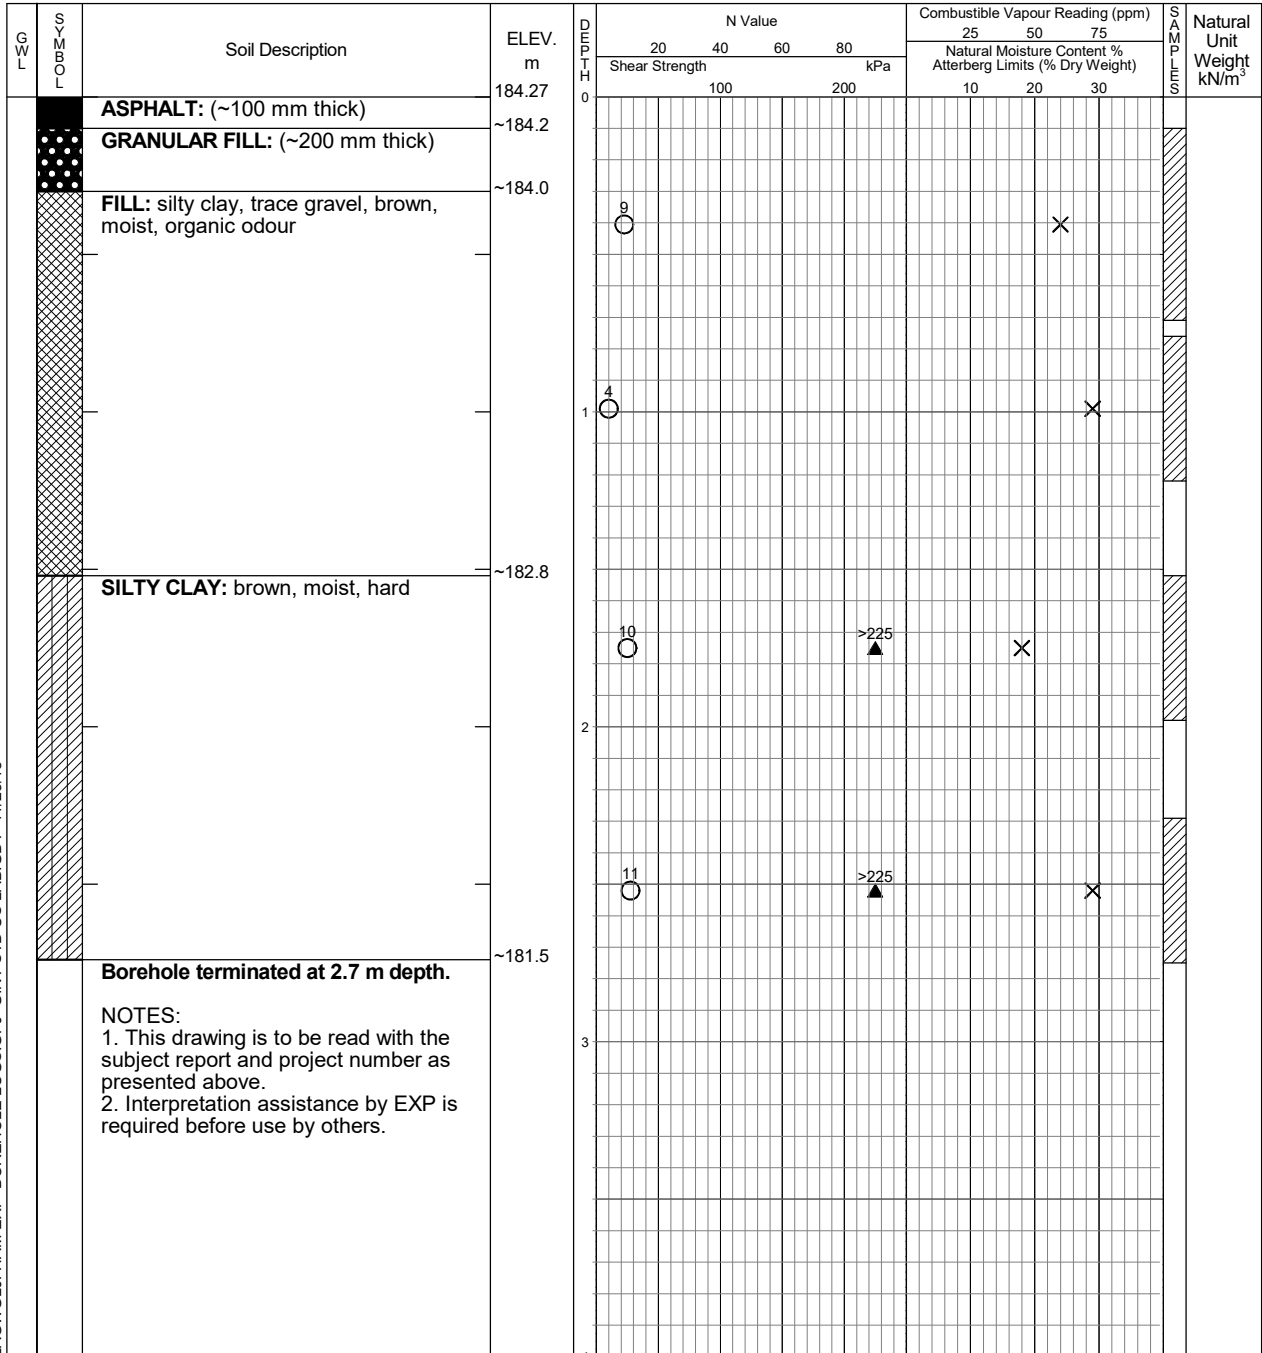 GWL
SYMBOL
Soil Description
ELEV.
m
184.27
DEPTH
N Value
20 40 60 80
Shear Strength kPa
100 200
Combustible Vapour Reading (ppm)
25 50 75
Natural Moisture Content %
Atterberg Limits (% Dry Weight)
10 20 30
SAMPLES
Natural
Unit
Weight
kN/m3
0
ASPHALT: (~100 mm thick)
~184.2
GRANULAR FILL: (~200 mm thick)
~184.0
FILL: silty clay, trace gravel, brown,
moist, organic odour
9
4
1
~182.8
SILTY CLAY: brown, moist, hard
10
>225
2
11
>225
~181.5
Borehole terminated at 2.7 m depth.
NOTES:
1. This drawing is to be read with the
subject report and project number as
presented above.
2. Interpretation assistance by EXP is
required before use by others.
3